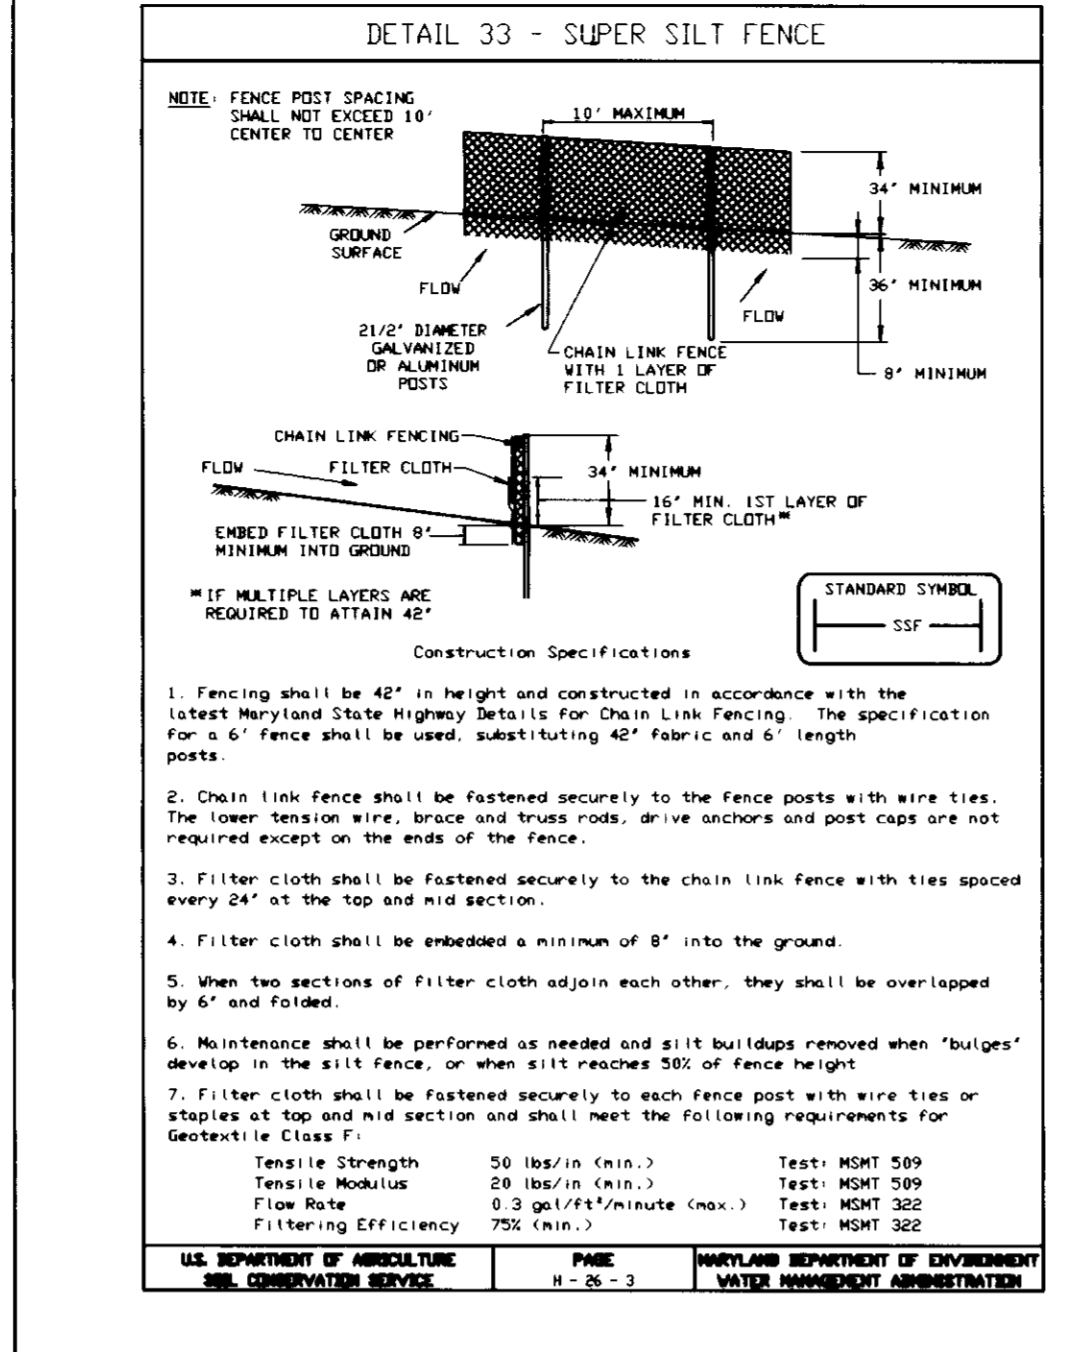 DETAIL 33 - SUPER SILT FENCE
NOTE: FENCE POST SPACING
SHALL NOT EXCEED 10'
CENTER TO CENTER
10' MAXIMUM
34" MINIMUM
GROUND
SURFACE
FLOW
36" MINIMUM
FLOW
21/2" DIAMETER
GALVANIZED
OR ALUMINUM
POSTS
CHAIN LINK FENCE
WITH 1 LAYER OF
FILTER CLOTH
8" MINIMUM
CHAIN LINK FENCING
FLOW
FILTER CLOTH
34" MINIMUM
16" MIN. 1ST LAYER OF
FILTER CLOTH*
EMBED FILTER CLOTH 8"
MINIMUM INTO GROUND
*IF MULTIPLE LAYERS ARE
REQUIRED TO ATTAIN 42"
STANDARD SYMBOL
SSF
Construction Specifications
1. Fencing shall be 42" in height and constructed in accordance with the
latest Maryland State Highway Details for Chain Link Fencing. The specification
for a 6' fence shall be used, substituting 42" fabric and 6' length
posts.
2. Chain link fence shall be fastened securely to the fence posts with wire ties.
The lower tension wire, brace and truss rods, drive anchors and post caps are not
required except on the ends of the fence.
3. Filter cloth shall be fastened securely to the chain link fence with ties spaced
every 24" at the top and mid section.
4. Filter cloth shall be embedded a minimum of 8" into the ground.
5. When two sections of filter cloth adjoin each other, they shall be overlapped
by 6" and folded.
6. Maintenance shall be performed as needed and silt buildups removed when "bulges"
develop in the silt fence, or when silt reaches 50% of fence height
7. Filter cloth shall be fastened securely to each fence post with wire ties or
staples at top and mid section and shall meet the following requirements for
Geotextile Class F:
Tensile Strength 50 lbs/in (min.) Test: MSMT 509
Tensile Modulus 20 lbs/in (min.) Test: MSMT 509
Flow Rate 0.3 gal/ft²/minute (max.) Test: MSMT 322
Filtering Efficiency 75% (min.) Test: MSMT 322
U.S. DEPARTMENT OF AGRICULTURE
SOIL CONSERVATION SERVICE
PAGE
H - 26 - 3
MARYLAND DEPARTMENT OF ENVIRONMENT
WATER MANAGEMENT ADMINISTRATION